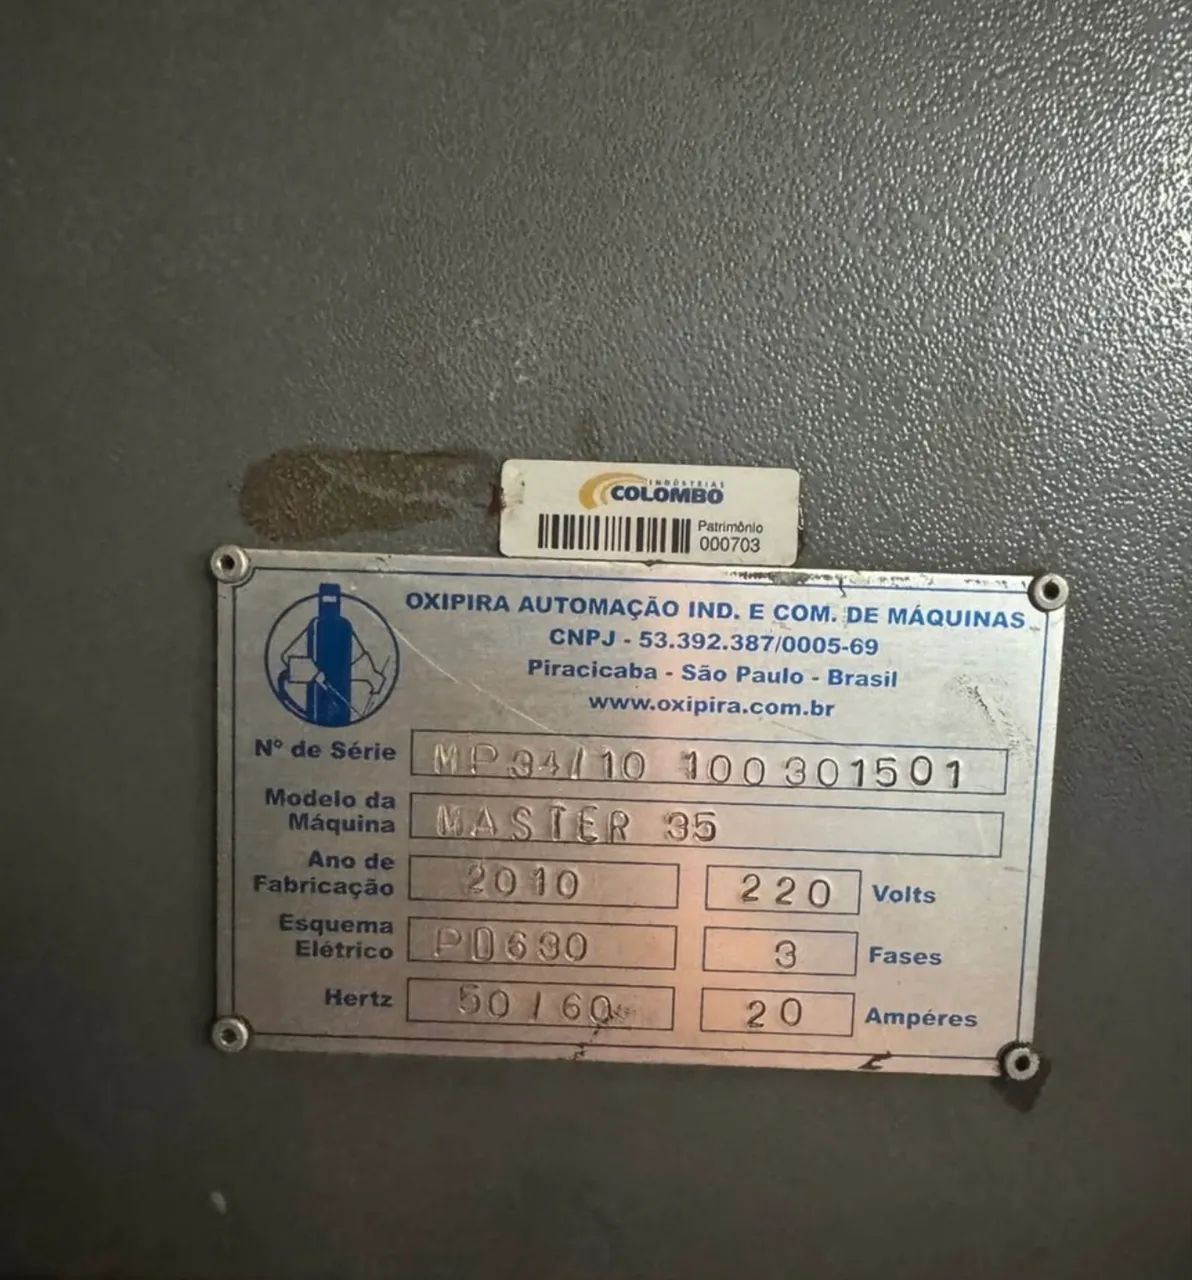 INDÚSTRIAS
COLOMBO
Patrimônio
000703
OXIPIRA AUTOMAÇÃO IND. E COM. DE MÁQUINAS
CNPJ - 53.392.387/0005-69
Piracicaba - São Paulo - Brasil
www.oxipira.com.br
Nº de Série MP34/10 100301501
Modelo da Máquina MASTER 35
Ano de Fabricação 2010 220 Volts
Esquema Elétrico PD630 3 Fases
Hertz 50/60 20 Ampéres